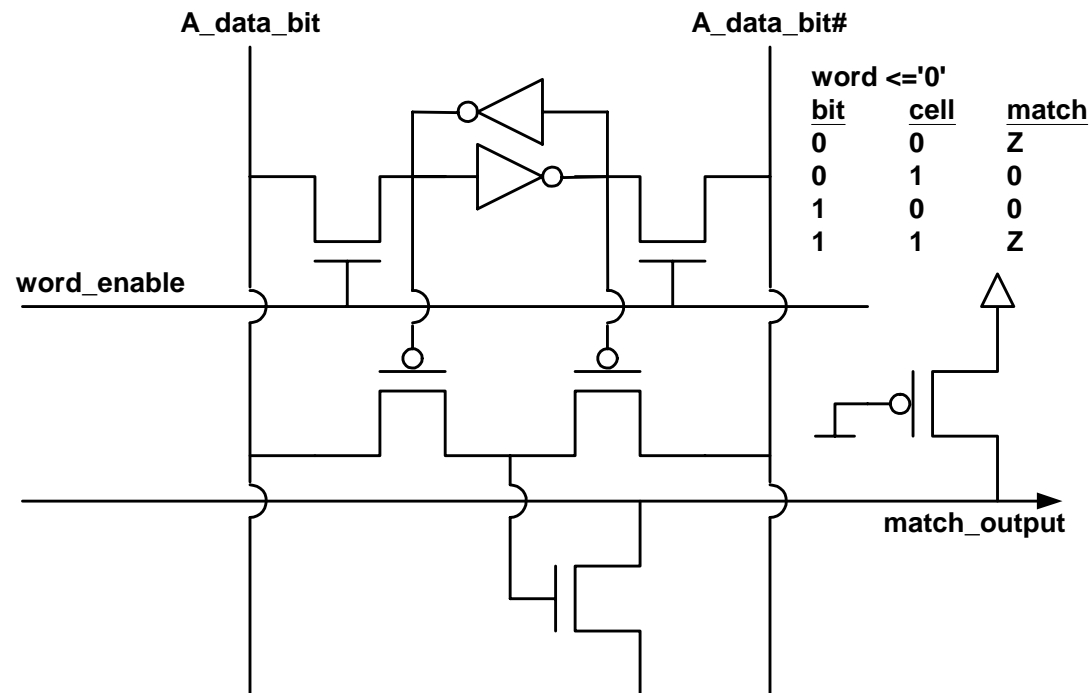 A_data_bit
A_data_bit#
word <='0'
bit cell match
0 0 Z
0 1 0
1 0 0
1 1 Z
word_enable
match_output